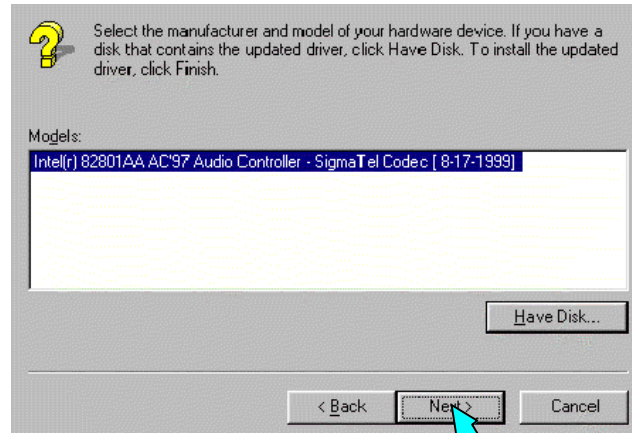 Select the manufacturer and model of your hardware device. If you have a
disk that contains the updated driver, click Have Disk. To install the updated
driver, click Finish.
Models:
Intel(r) 82801AA AC'97 Audio Controller - SigmaTel Codec [ 8-17-1999]
Have Disk...
< Back Next > Cancel